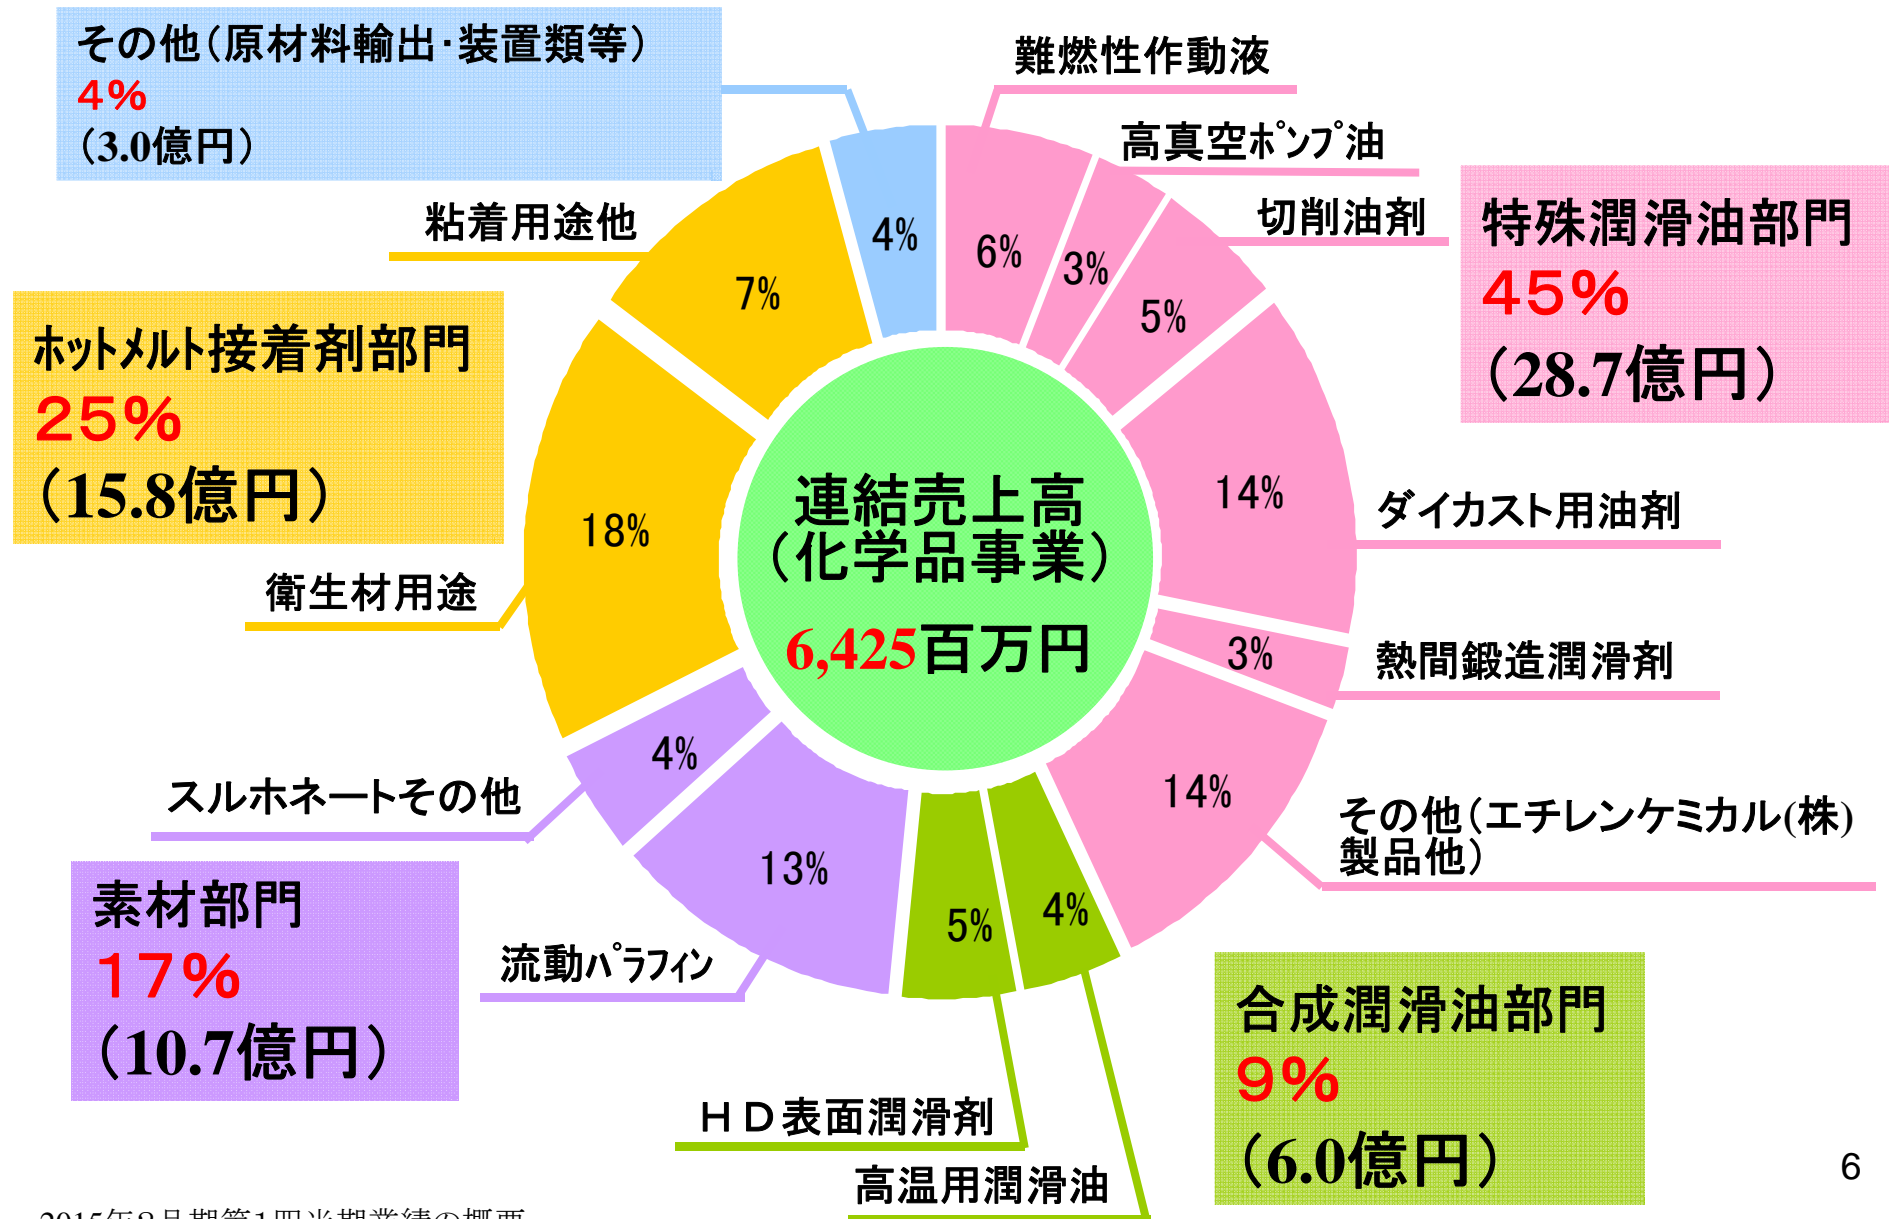 その他（原材料輸出・装置類等）
4%
（3.0億円）
難燃性作動液
高真空ﾎﾟﾝﾌﾟ油
切削油剤
特殊潤滑油部門
45%
（28.7億円）
粘着用途他
4%
6%
3%
5%
7%
ﾎｯﾄﾒﾙﾄ接着剤部門
25%
（15.8億円）
18%
14%
連結売上高
（化学品事業）
6,425百万円
ダイカスト用油剤
衛生材用途
3%
熱間鍛造潤滑剤
スルホネートその他
4%
14%
その他（エチレンケミカル(株)
製品他）
13%
5%
4%
素材部門
17%
（10.7億円）
流動ﾊﾟﾗﾌｨﾝ
合成潤滑油部門
9%
（6.0億円）
ＨＤ表面潤滑剤
高温用潤滑油
6